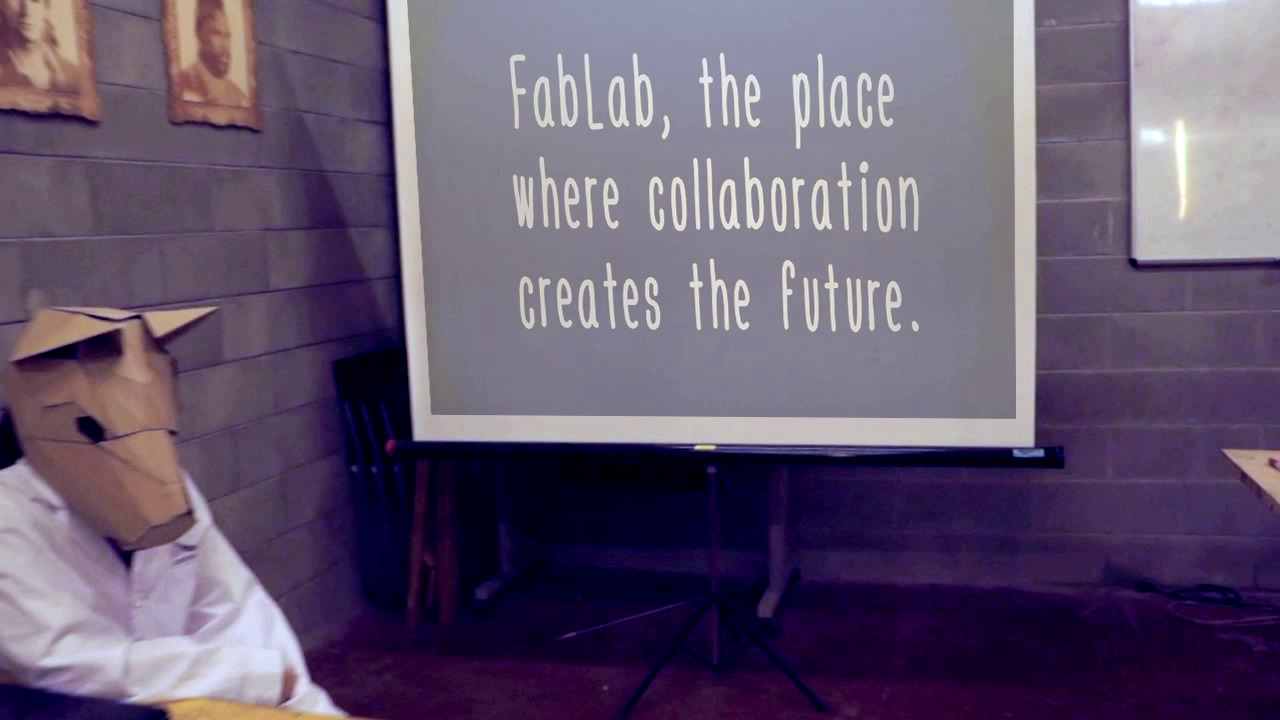 FabLab, the place
where collaboration
creates the future.